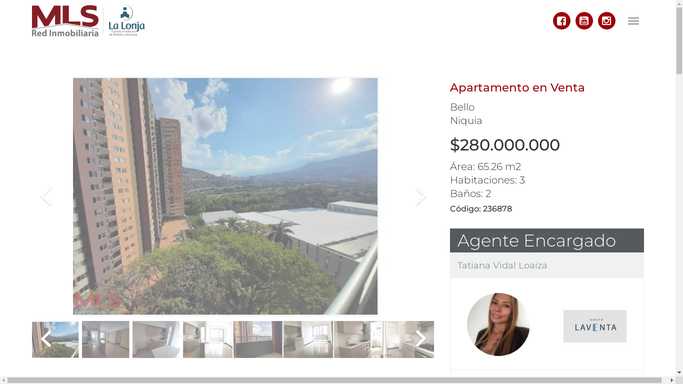 MLS
Red Inmobiliaria
La Lonja
Apartamento en Venta
Bello
Niquia
$280.000.000
Área: 65.26 m2
Habitaciones: 3
Baños: 2
Código: 236878
Agente Encargado
Tatiana Vidal Loaiza
MLS
LAVENTA